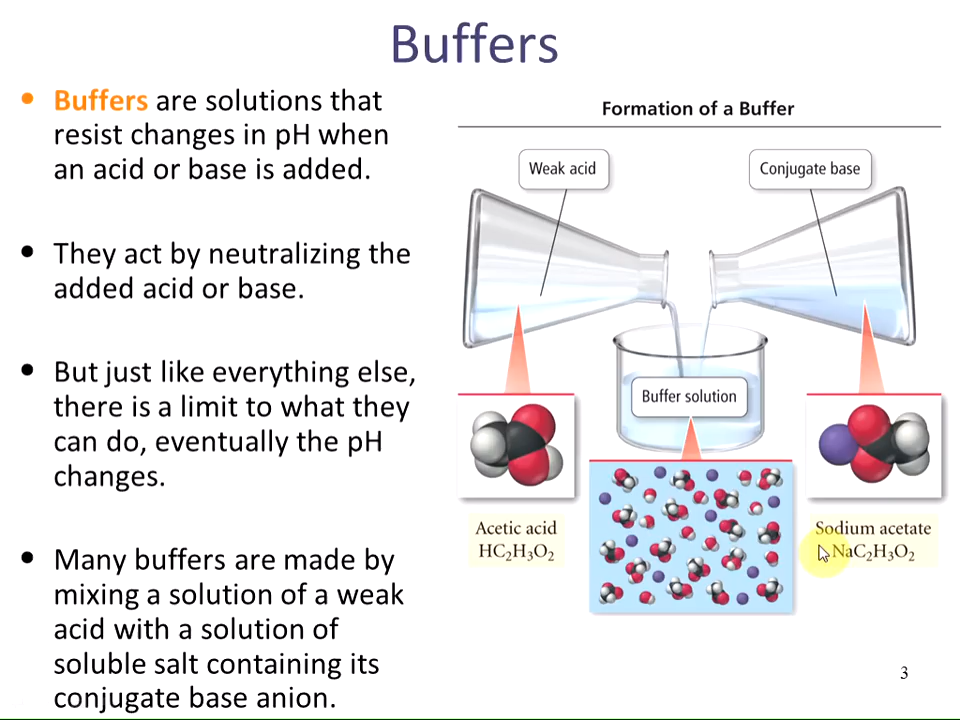 Buffers
• Buffers are solutions that
resist changes in pH when
an acid or base is added.
• They act by neutralizing the
added acid or base.
• But just like everything else,
there is a limit to what they
can do, eventually the pH
changes.
• Many buffers are made by
mixing a solution of a weak
acid with a solution of
soluble salt containing its
conjugate base anion.
Formation of a Buffer
Weak acid
Conjugate base
Buffer solution
Acetic acid
HC₂H₃O₂
Sodium acetate
NaC₂H₃O₂
3